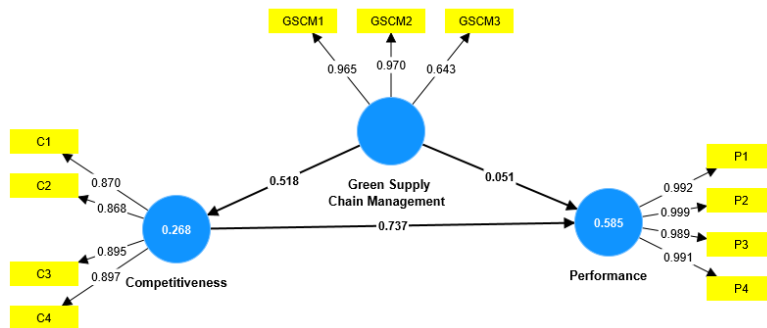 GSCM1 GSCM2 GSCM3
0.965 0.970 0.643
C1
C2
C3
C4
0.870
0.868
0.895
0.897
0.268
Competitiveness
0.518
Green Supply
Chain Management
0.051
0.737
0.585
Performance
0.992
0.999
0.989
0.991
P1
P2
P3
P4